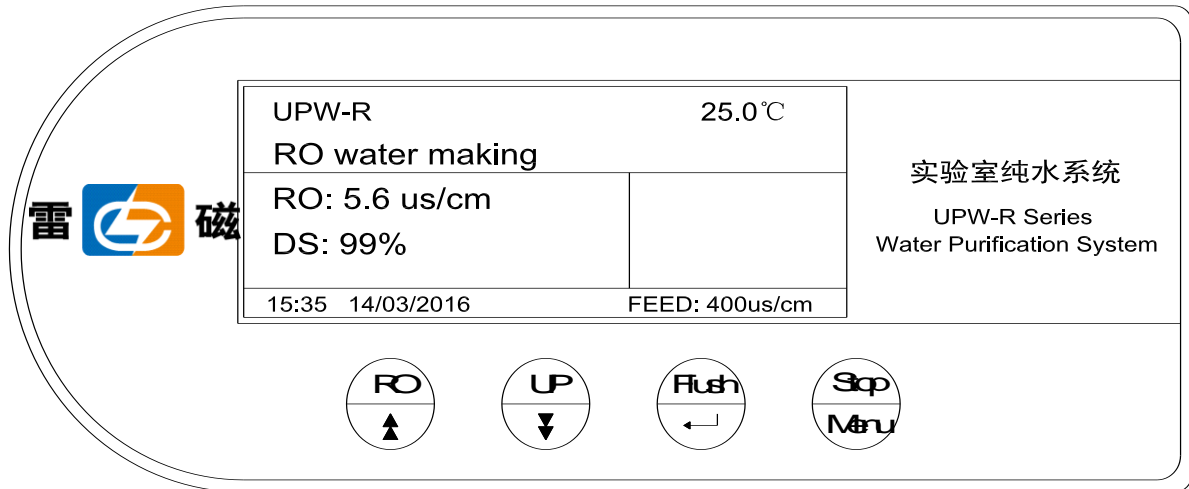 UPW-R 25.0℃
RO water making
RO: 5.6 us/cm
DS: 99%
15:35 14/03/2016 FEED: 400us/cm
雷 磁
实验室纯水系统
UPW-R Series
Water Purification System
RO
UP
Flush
Stop
Menu